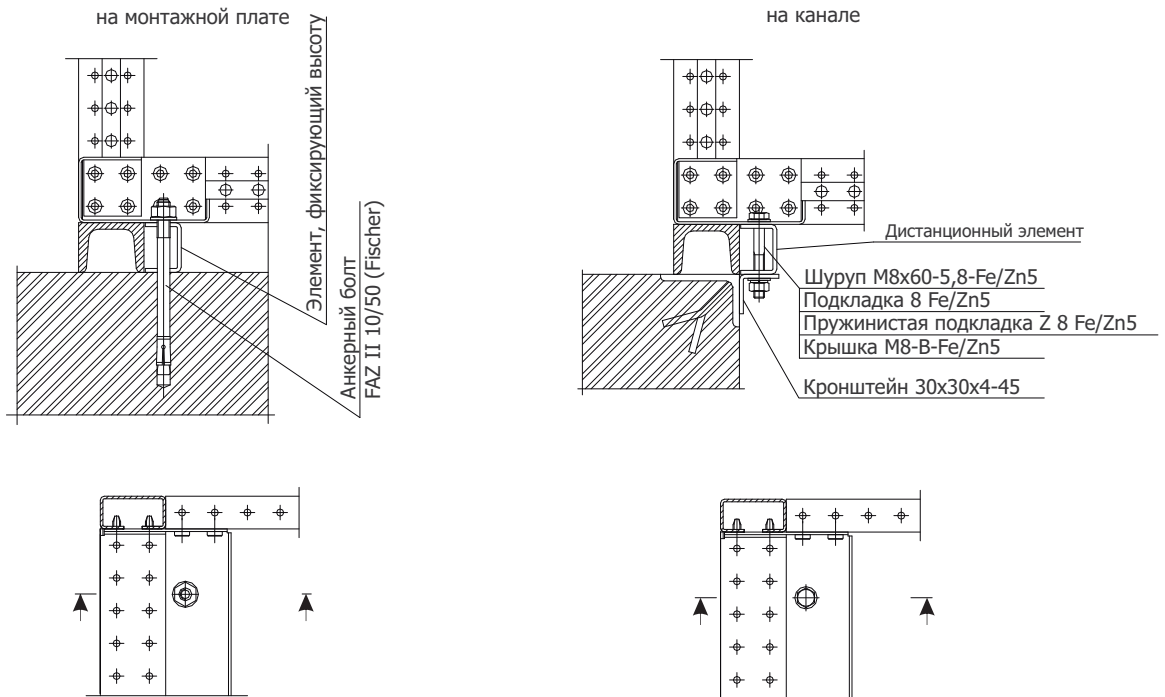 на монтажной плате
на канале
Элемент, фиксирующий высоту
Анкерный болт
FAZ II 10/50 (Fischer)
Дистанционный элемент
Шуруп M8x60-5,8-Fe/Zn5
Подкладка 8 Fe/Zn5
Пружинистая подкладка Z 8 Fe/Zn5
Крышка M8-B-Fe/Zn5
Кронштейн 30x30x4-45